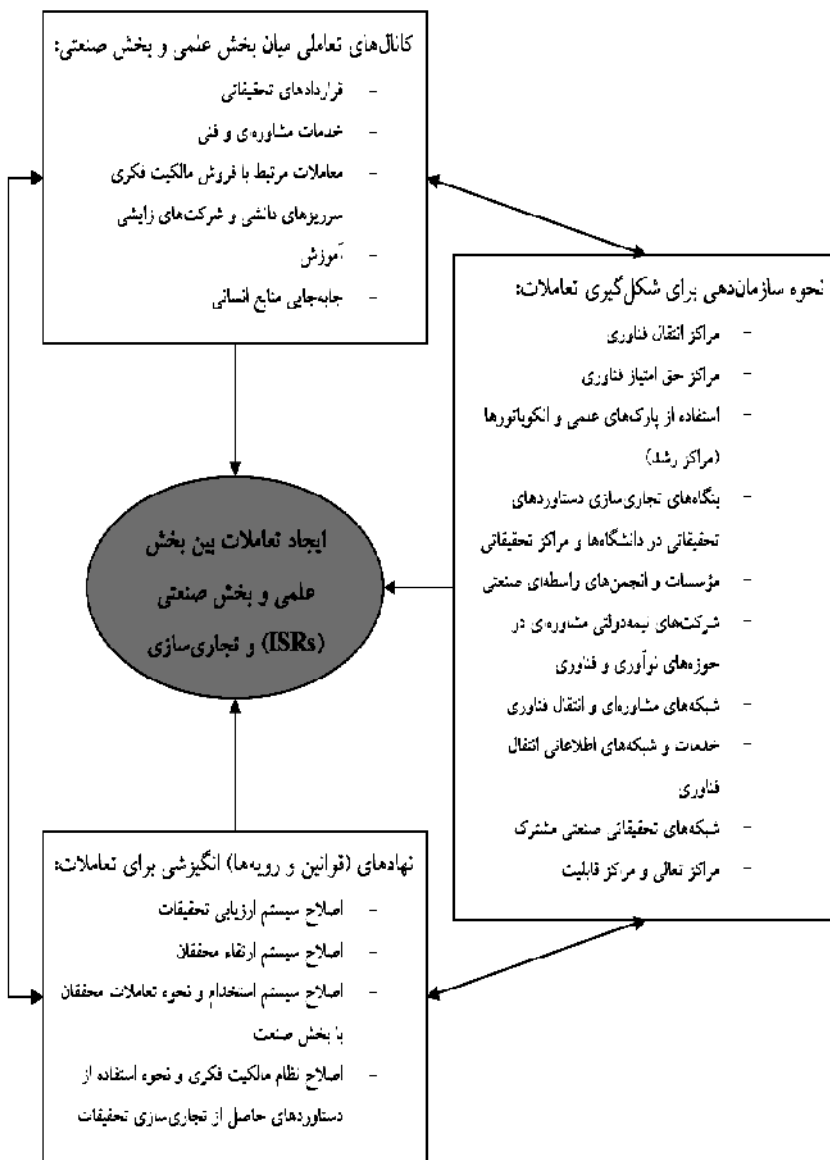 کانال‌های تعاملی میان بخش علمی و بخش صنعتی:
- قراردادهای تحقیقاتی
- خدمات مشاوره‌ای و فنی
- معاملات مرتبط با فروش مالکیت فکری
سرریزهای دانشی و شرکت‌های زایشی
- آموزش
- جابه‌جایی منابع انسانی
نحوه سازمان‌دهی برای شکل‌گیری تعاملات:
- مراکز انتقال فناوری
- مراکز حق امتیاز فناوری
- استفاده از پارک‌های علمی و انکوباتورها
(مراکز رشد)
- بنگاه‌های تجاری‌سازی دستاوردهای
تحقیقاتی در دانشگاه‌ها و مراکز تحقیقاتی
- مؤسسات و انجمن‌های واسطه‌ای صنعتی
- شرکت‌های نیمه‌دولتی مشاوره‌ای در
حوزه‌های نوآوری و فناوری
- شبکه‌های مشاوره‌ای و انتقال فناوری
- خدمات و شبکه‌های اطلاعاتی انتقال
فناوری
- شبکه‌های تحقیقاتی صنعتی مشترک
- مراکز تعالی و مراکز قابلیت
ایجاد تعاملات بین بخش
علمی و بخش صنعتی
(ISRs) و تجاری‌سازی
نهادهای (قوانین و رویه‌ها) انگیزشی برای تعاملات:
- اصلاح سیستم ارزیابی تحقیقات
- اصلاح سیستم ارتقاء محققان
- اصلاح سیستم استخدام و نحوه تعاملات محققان
با بخش صنعت
- اصلاح نظام مالکیت فکری و نحوه استفاده از
دستاوردهای حاصل از تجاری‌سازی تحقیقات